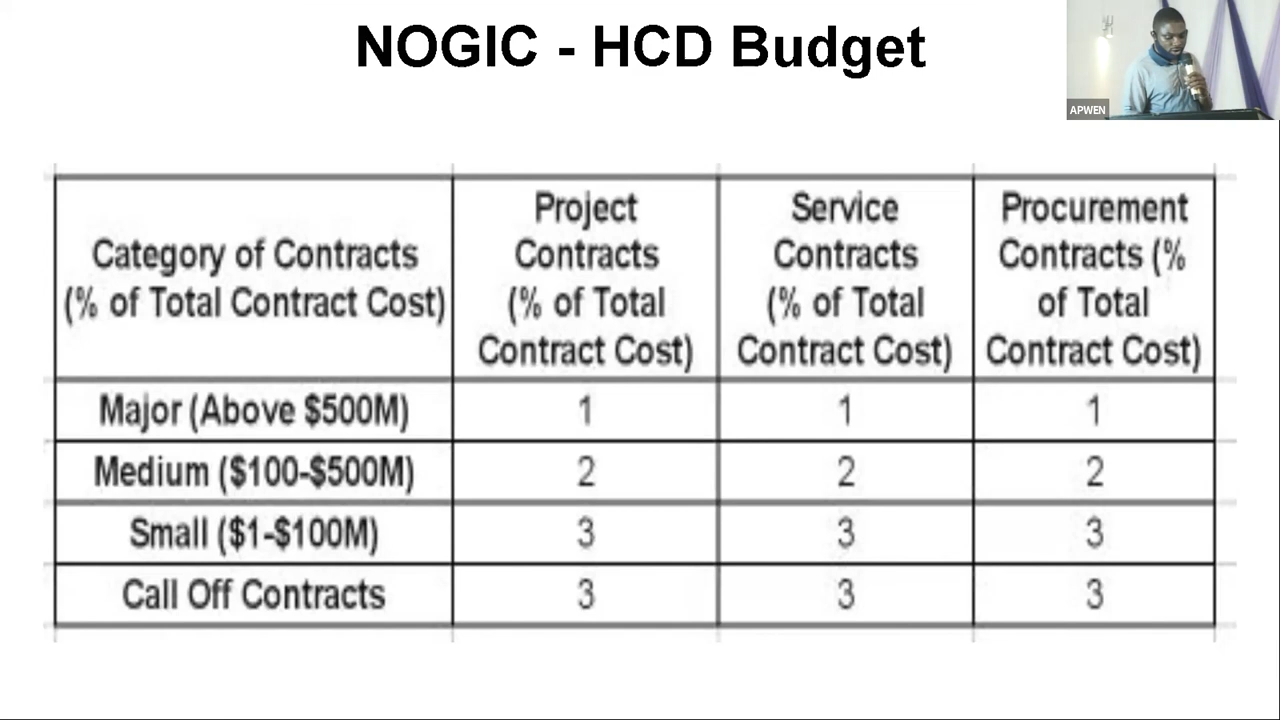 NOGIC - HCD Budget
APWEN
Category of Contracts
(% of Total Contract Cost)
Project
Contracts
(% of Total
Contract Cost)
Service
Contracts
(% of Total
Contract Cost)
Procurement
Contracts (%
of Total
Contract Cost)
Major (Above $500M) 1 1 1
Medium ($100-$500M) 2 2 2
Small ($1-$100M) 3 3 3
Call Off Contracts 3 3 3